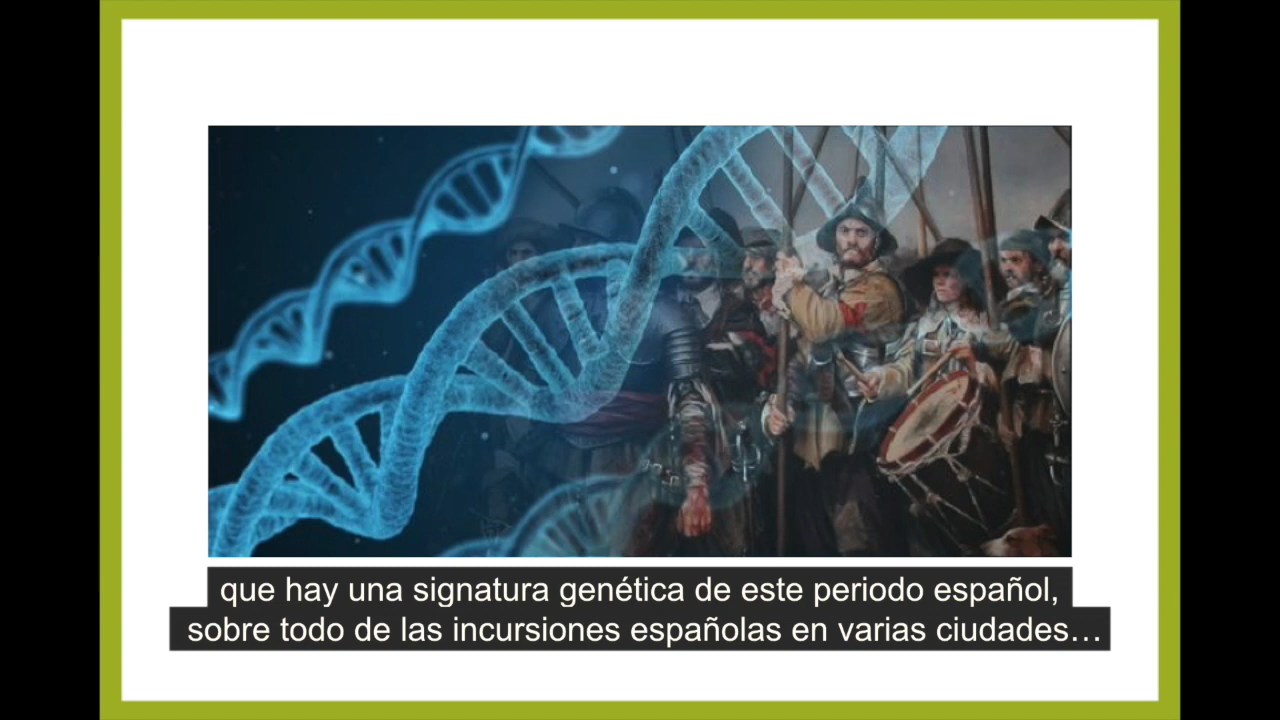 que hay una signatura genética de este periodo español,
sobre todo de las incursiones españolas en varias ciudades…